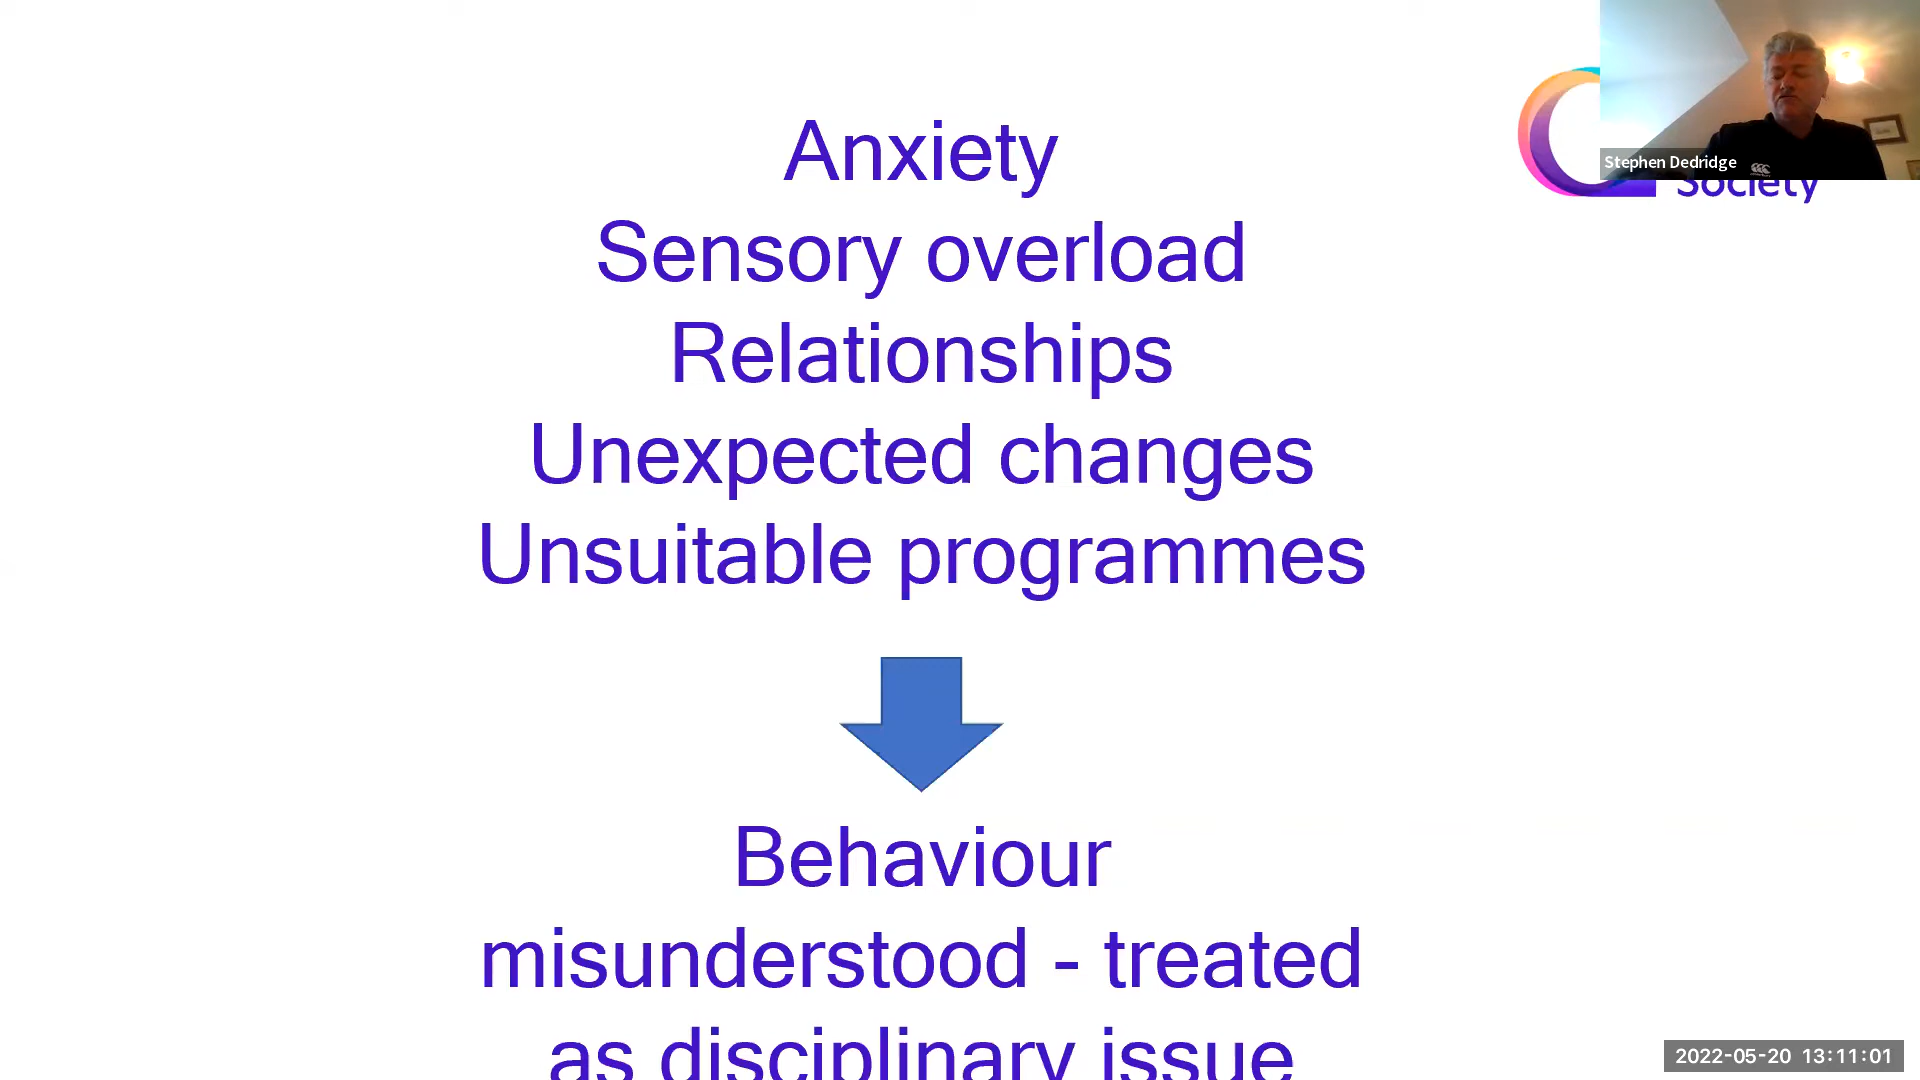 Anxiety
Sensory overload
Relationships
Unexpected changes
Unsuitable programmes
Behaviour
misunderstood - treated
as disciplinary issue
Society
Stephen Dedridge
2022-05-20 13:11:01